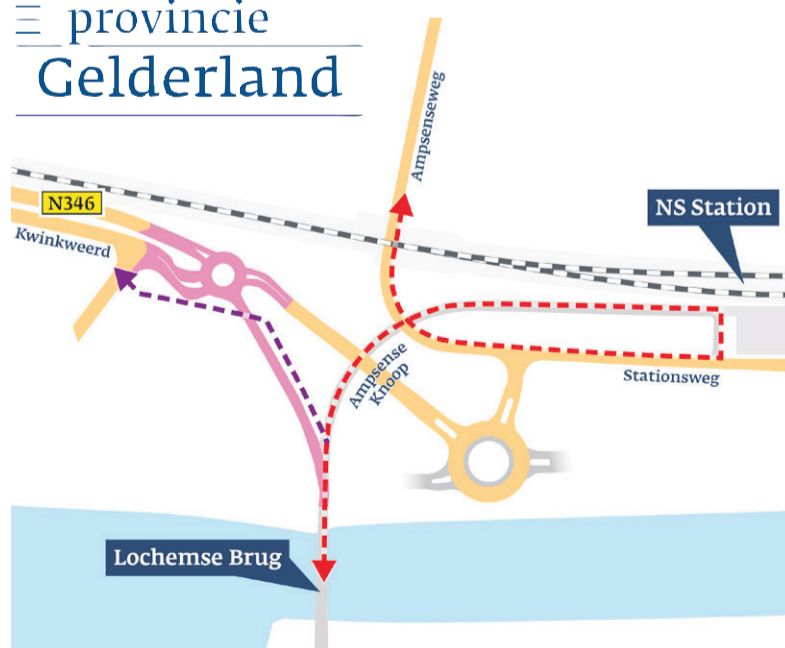 provincie
Gelderland
Ampsenseweg
N346
NS Station
Kwinkweerd
Ampsense
Knoop
Stationsweg
Lochemse Brug